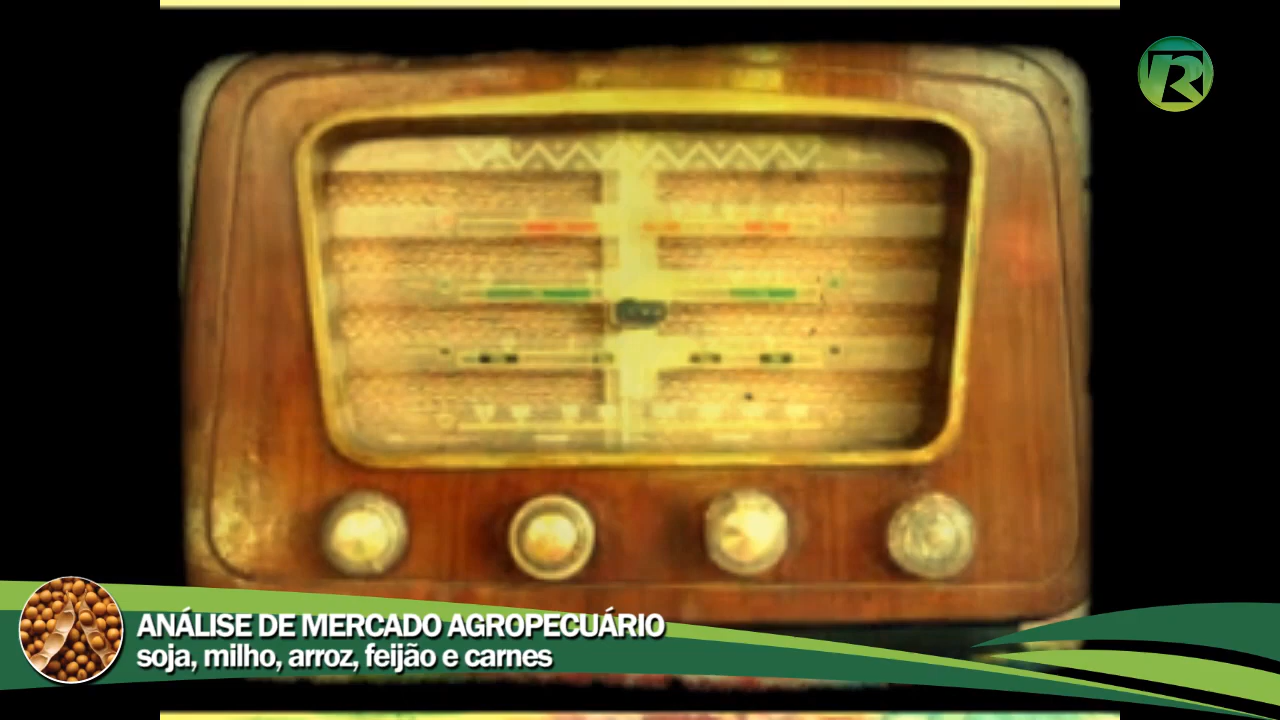 R
ANÁLISE DE MERCADO AGROPECUÁRIO
soja, milho, arroz, feijão e carnes